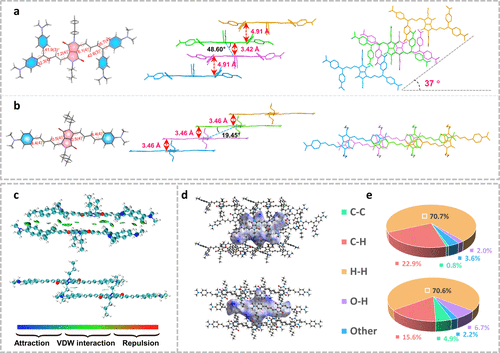 a
4.91 Å
48.60°
3.42 Å
4.91 Å
37 °
b
3.46 Å
3.46 Å
3.46 Å
19.45°
c
Attraction VDW interaction Repulsion
d
C-C
C-H
H-H
O-H
Other
e
70.7%
2.0%
3.6%
22.9%
0.8%
70.6%
6.7%
2.2%
15.6%
4.9%